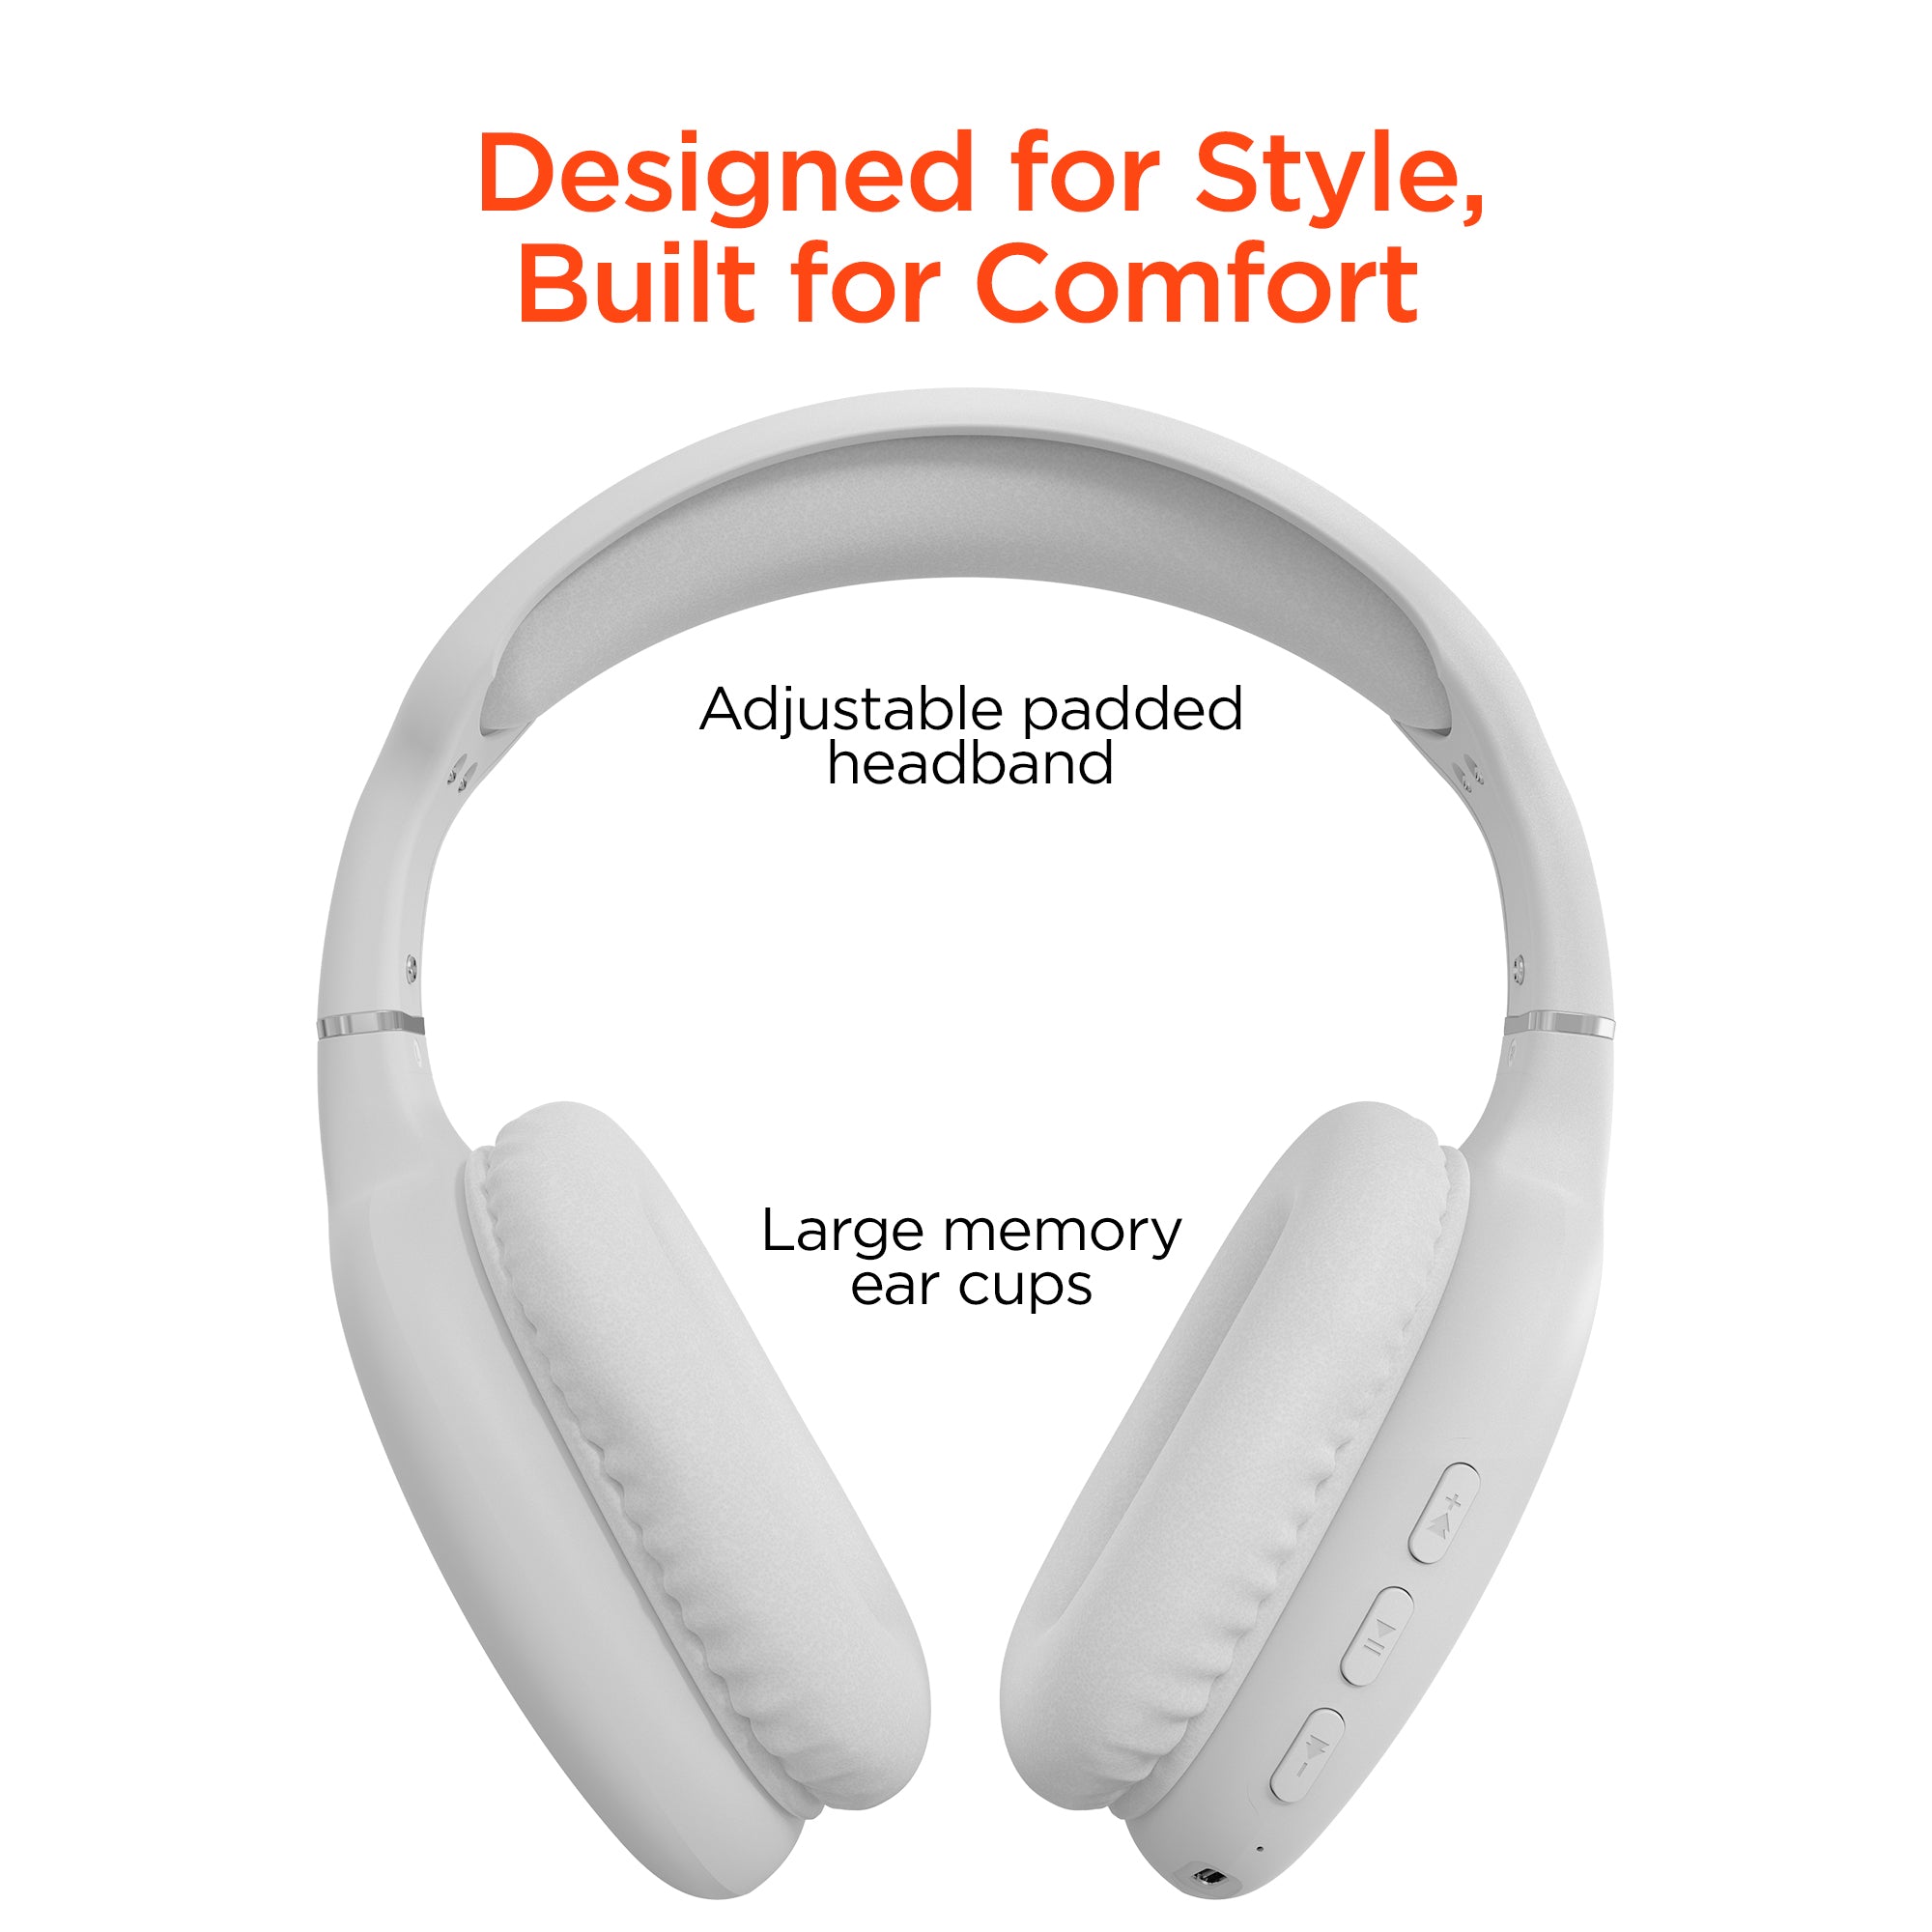 Designed for Style,
Built for Comfort
Adjustable padded
headband
Large memory
ear cups